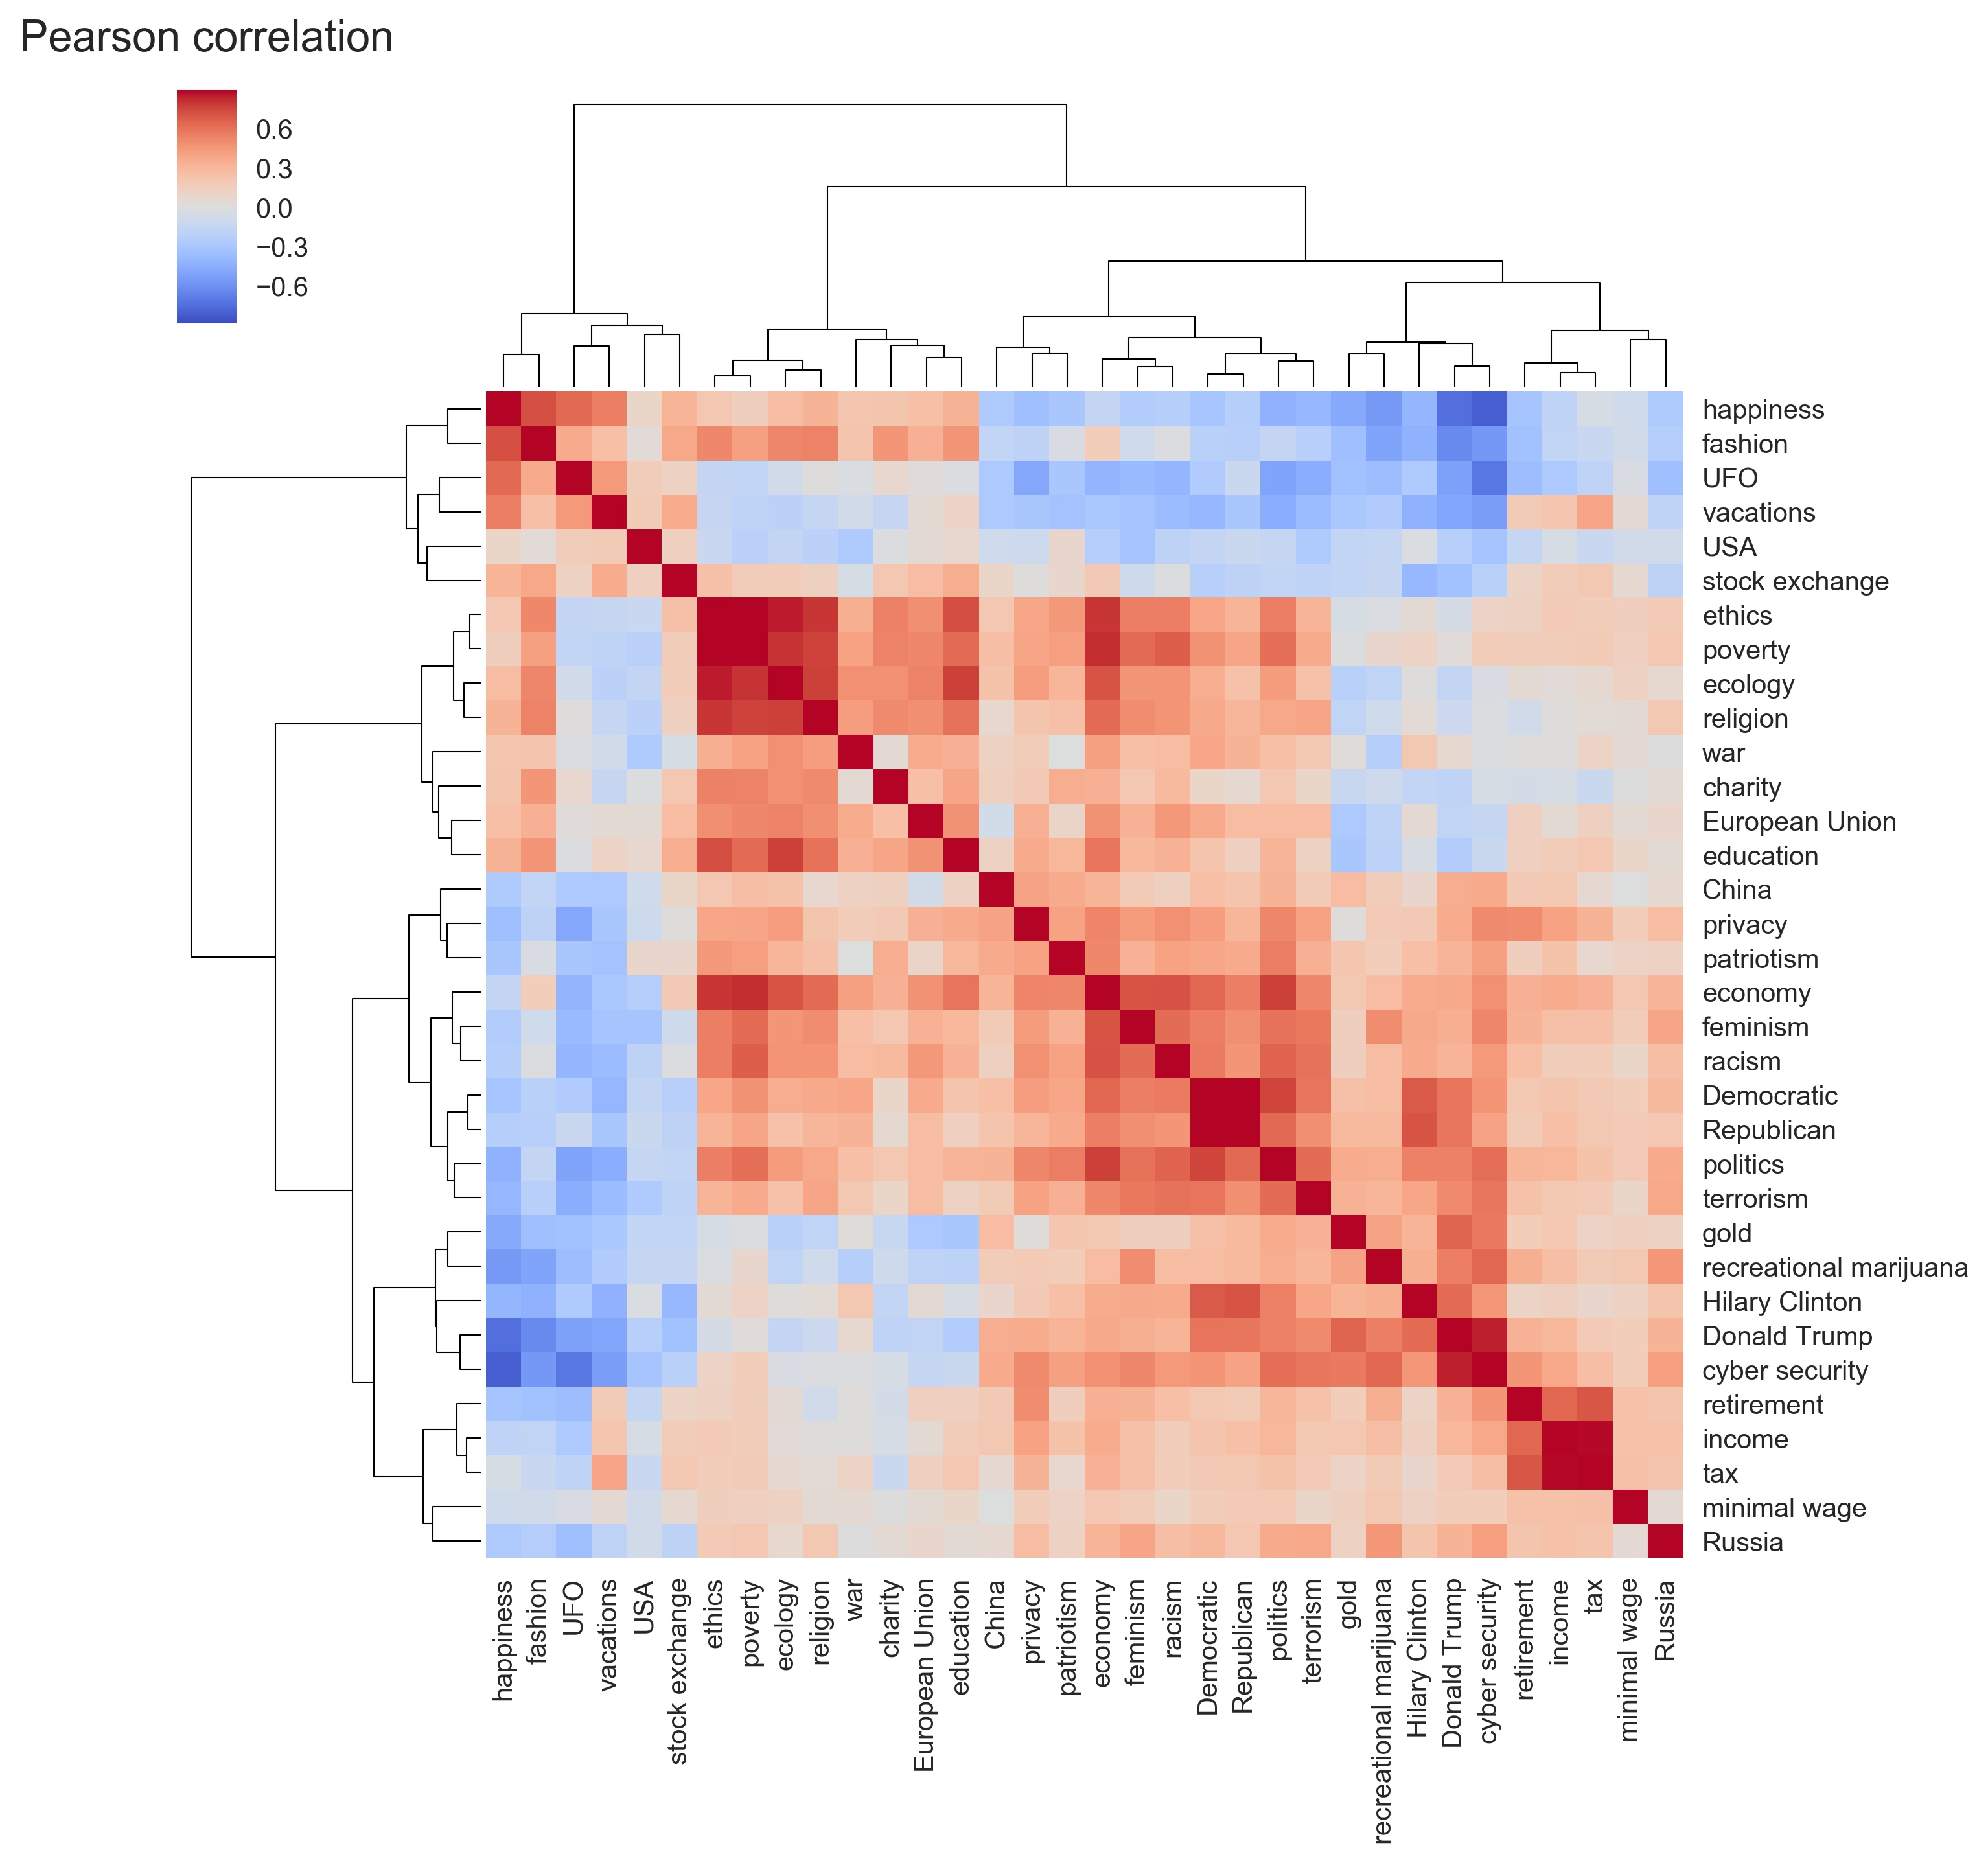 Pearson correlation
0.6
0.3
0.0
−0.3
−0.6
happiness
fashion
UFO
vacations
USA
stock exchange
ethics
poverty
ecology
religion
war
charity
European Union
education
China
privacy
patriotism
economy
feminism
racism
Democratic
Republican
politics
terrorism
gold
recreational marijuana
Hilary Clinton
Donald Trump
cyber security
retirement
income
tax
minimal wage
Russia
happiness
fashion
UFO
vacations
USA
stock exchange
ethics
poverty
ecology
religion
war
charity
European Union
education
China
privacy
patriotism
economy
feminism
racism
Democratic
Republican
politics
terrorism
gold
recreational marijuana
Hilary Clinton
Donald Trump
cyber security
retirement
income
tax
minimal wage
Russia